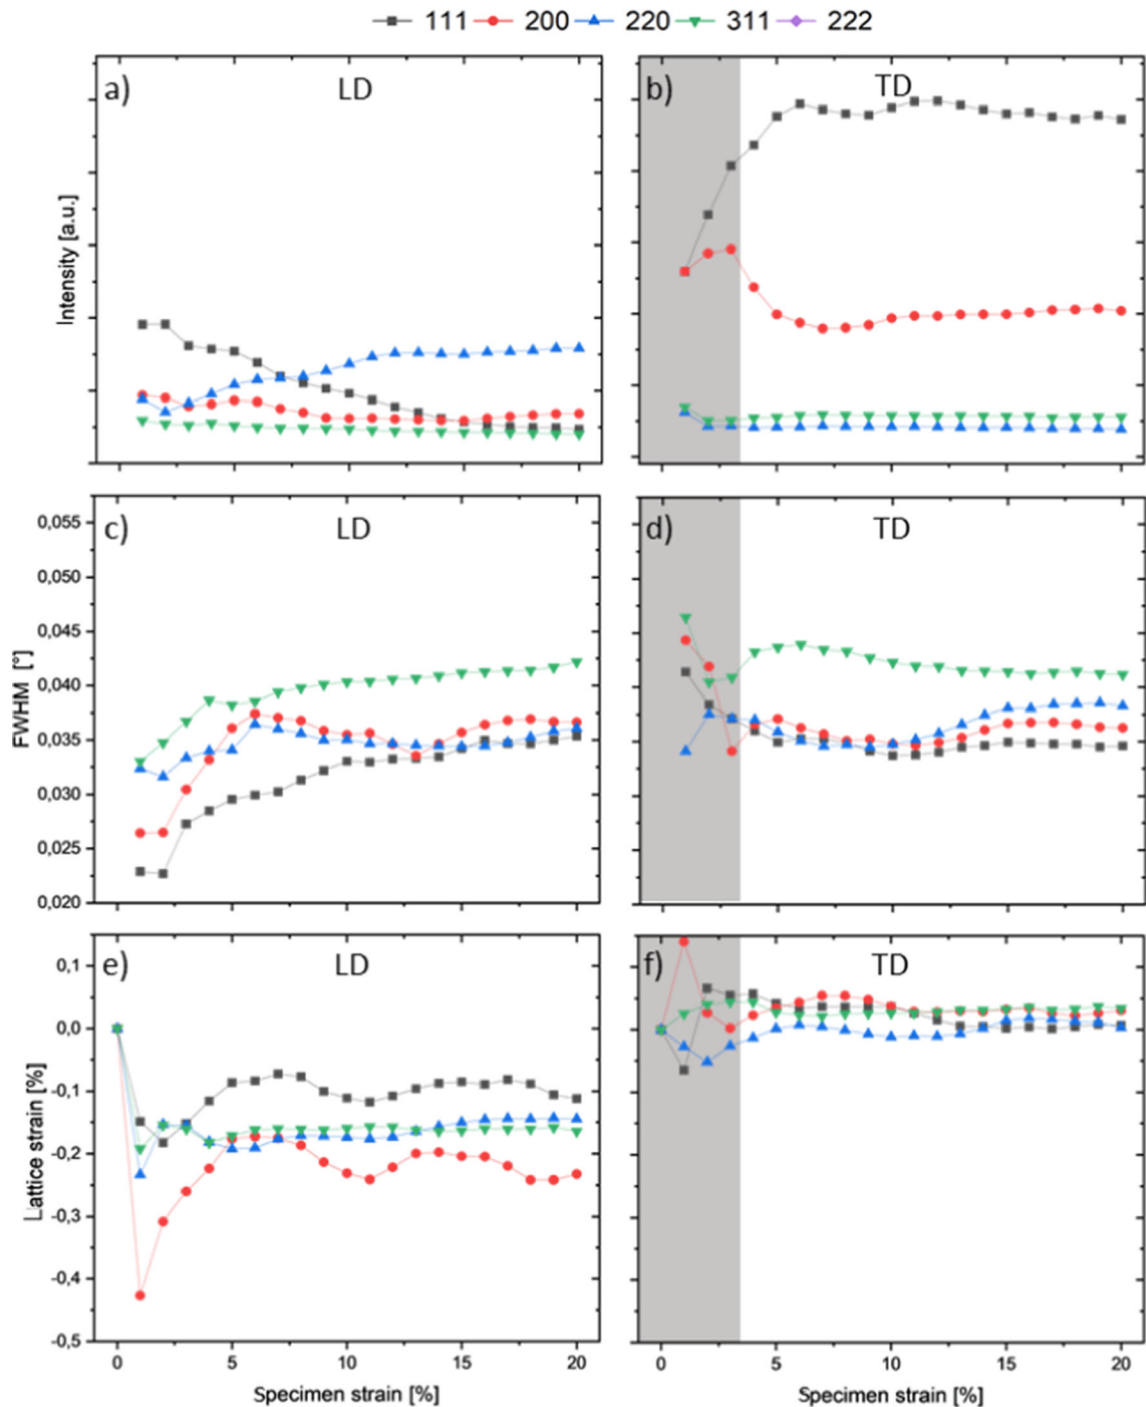 111 200 220 311 222
a) LD
b) TD
Intensity [a.u.]
c) LD
d) TD
0,055
0,050
0,045
0,040
0,035
0,030
0,025
0,020
FWHM [°]
e) LD
f) TD
0,1
0,0
-0,1
-0,2
-0,3
-0,4
-0,5
Lattice strain [%]
0 5 10 15 20
0 5 10 15 20
Specimen strain [%]
Specimen strain [%]